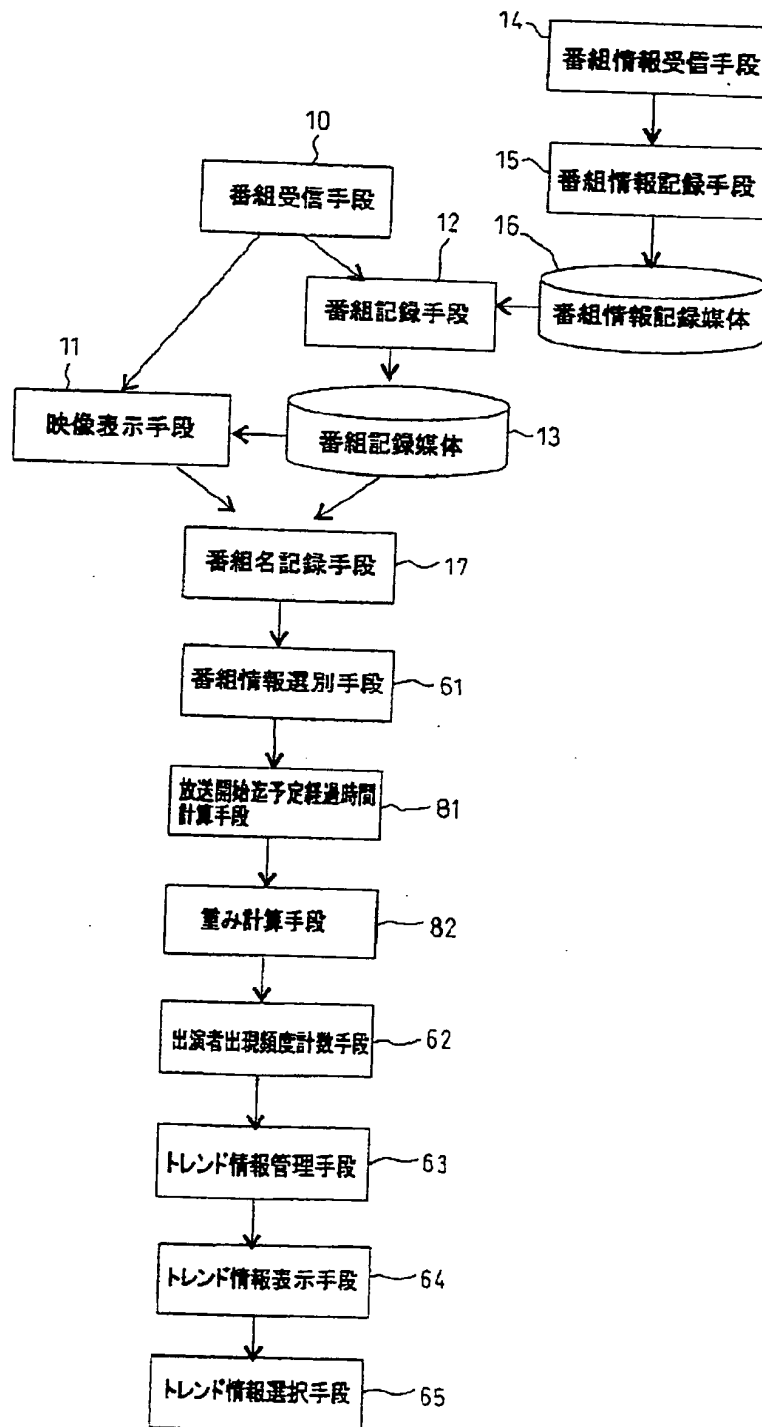 14
番組情報受信手段
10
15
番組情報記録手段
番組受信手段
12
16
番組記録手段
番組情報記録媒体
11
映像表示手段
番組記録媒体
13
番組名記録手段
17
番組情報選別手段
61
放送開始迄予定経過時間
計算手段
81
重み計算手段
82
出演者出現頻度計数手段
62
トレンド情報管理手段
63
トレンド情報表示手段
64
トレンド情報選択手段
65